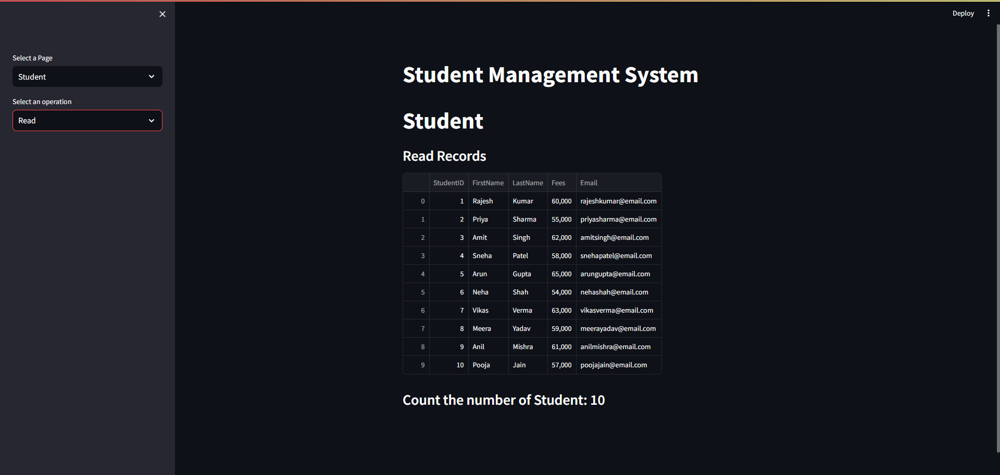 Deploy
Select a Page
Student
Select an operation
Read
Student Management System
Student
Read Records
StudentID FirstName LastName Fees Email
0 1 Rajesh Kumar 60,000 rajeshkumar@email.com
1 2 Priya Sharma 55,000 priyasharma@email.com
2 3 Amit Singh 62,000 amitsingh@email.com
3 4 Sneha Patel 58,000 snehapatel@email.com
4 5 Arun Gupta 65,000 arungupta@email.com
5 6 Neha Shah 54,000 nehashah@email.com
6 7 Vikas Verma 63,000 vikasverma@email.com
7 8 Meera Yadav 59,000 meerayadav@email.com
8 9 Anil Mishra 61,000 anilmishra@email.com
9 10 Pooja Jain 57,000 poojajain@email.com
Count the number of Student: 10